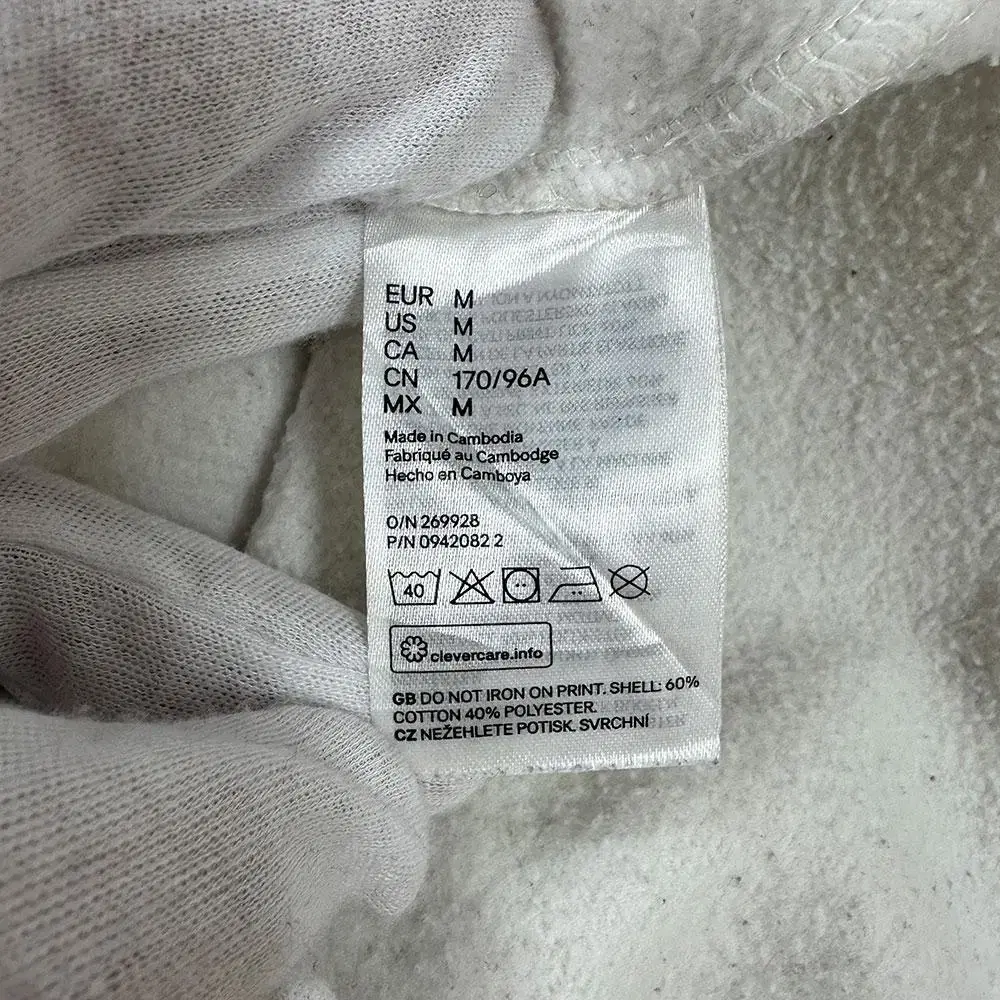 EUR M
US M
CA M
CN 170/96A
MX M
Made in Cambodia
Fabriqué au Cambodge
Hecho en Camboya
O/N 269928
P/N 0942082 2
40
clevercare.info
GB DO NOT IRON ON PRINT. SHELL: 60%
COTTON 40% POLYESTER.
CZ NEŽEHLETE POTISK. SVRCHNÍ